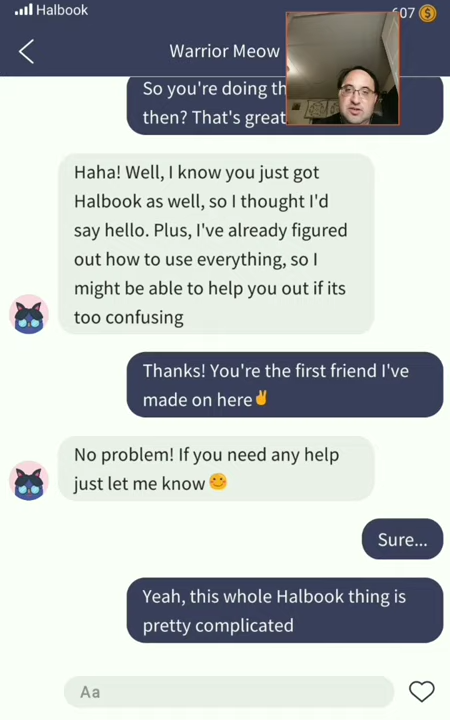 Halbook
607
Warrior Meow
So you're doing th
then? That's great
Haha! Well, I know you just got
Halbook as well, so I thought I'd
say hello. Plus, I've already figured
out how to use everything, so I
might be able to help you out if its
too confusing
Thanks! You're the first friend I've
made on here✌
No problem! If you need any help
just let me know😊
Sure...
Yeah, this whole Halbook thing is
pretty complicated
Aa